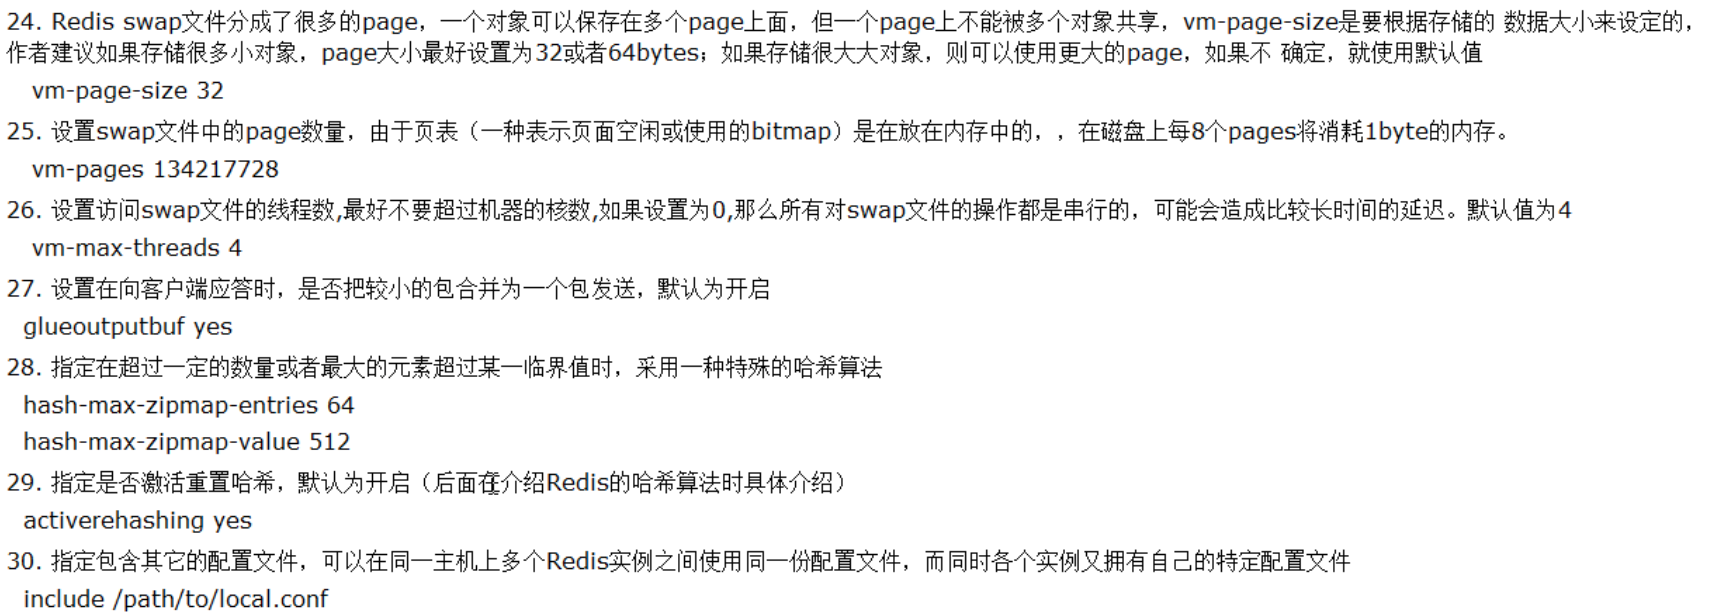 24. Redis swap文件分成了很多的page，一个对象可以保存在多个page上面，但一个page上不能被多个对象共享，vm-page-size是要根据存储的 数据大小来设定的，
作者建议如果存储很多小对象，page大小最好设置为32或者64bytes；如果存储很大大对象，则可以使用更大的page，如果不 确定，就使用默认值
vm-page-size 32
25. 设置swap文件中的page数量，由于页表（一种表示页面空闲或使用的bitmap）是在放在内存中的，，在磁盘上每8个pages将消耗1byte的内存。
vm-pages 134217728
26. 设置访问swap文件的线程数,最好不要超过机器的核数,如果设置为0,那么所有对swap文件的操作都是串行的，可能会造成比较长时间的延迟。默认值为4
vm-max-threads 4
27. 设置在向客户端应答时，是否把较小的包合并为一个包发送，默认为开启
glueoutputbuf yes
28. 指定在超过一定的数量或者最大的元素超过某一临界值时，采用一种特殊的哈希算法
hash-max-zipmap-entries 64
hash-max-zipmap-value 512
29. 指定是否激活重置哈希，默认为开启（后面在介绍Redis的哈希算法时具体介绍）
activerehashing yes
30. 指定包含其它的配置文件，可以在同一主机上多个Redis实例之间使用同一份配置文件，而同时各个实例又拥有自己的特定配置文件
include /path/to/local.conf